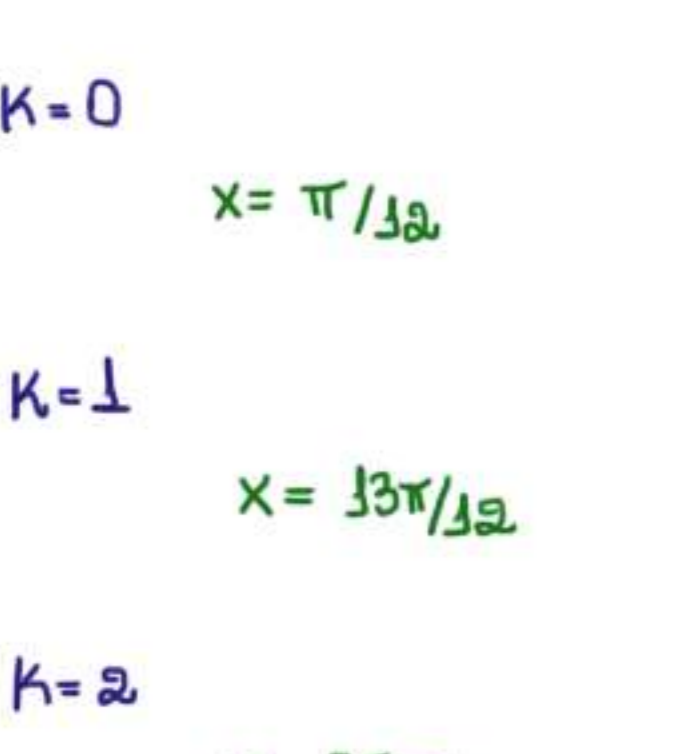 K = 0
x = π/12
K = 1
x = 13π/12
K = 2